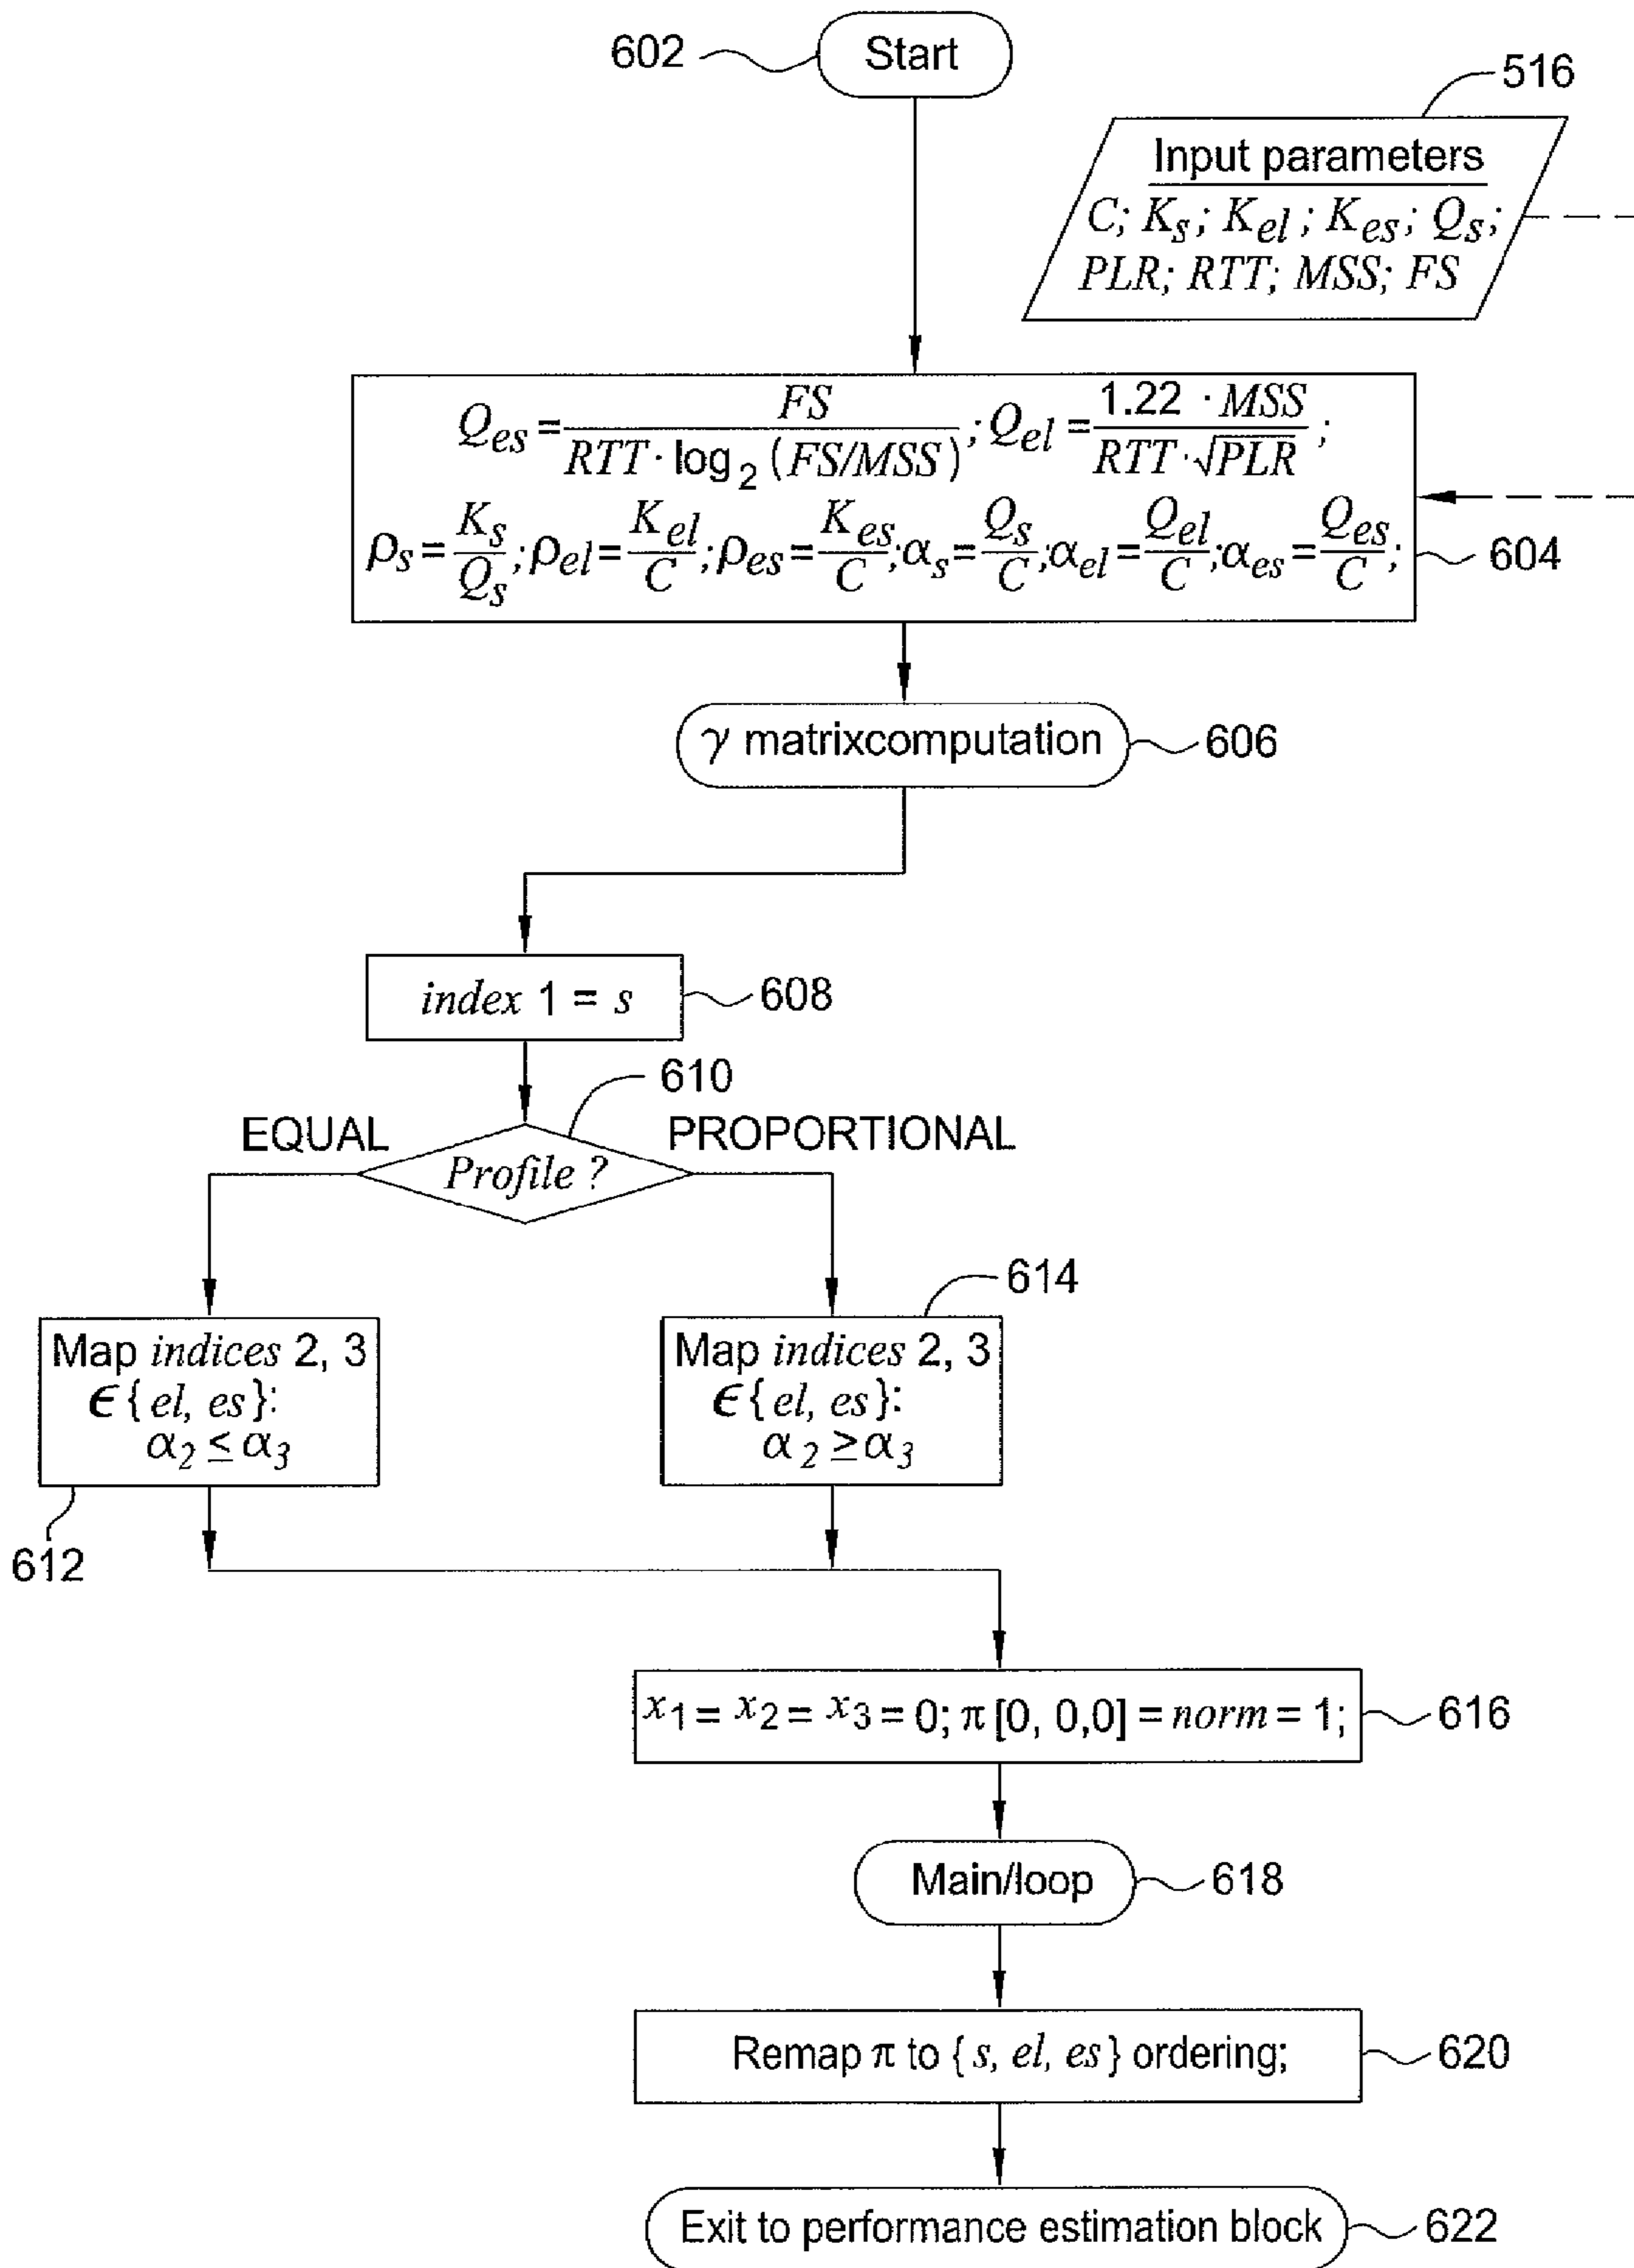 602
Start
516
Input parameters
C; K_s; K_el; K_es; Q_s;
PLR; RTT; MSS; FS
Q_es = FS / (RTT · log_2 (FS/MSS)); Q_el = 1.22 · MSS / (RTT · √PLR);
ρ_s = K_s/Q_s; ρ_el = K_el/C; ρ_es = K_es/C; α_s = Q_s/C; α_el = Q_el/C; α_es = Q_es/C;
604
γ matrixcomputation
606
index 1 = s
608
610
EQUAL
PROPORTIONAL
Profile ?
614
Map indices 2, 3
ϵ{el, es}:
α_2 ≤ α_3
612
Map indices 2, 3
ϵ{el, es}:
α_2 ≥ α_3
x_1 = x_2 = x_3 = 0; π [0, 0,0] = norm = 1;
616
Main/loop
618
Remap π to {s, el, es} ordering;
620
Exit to performance estimation block
622